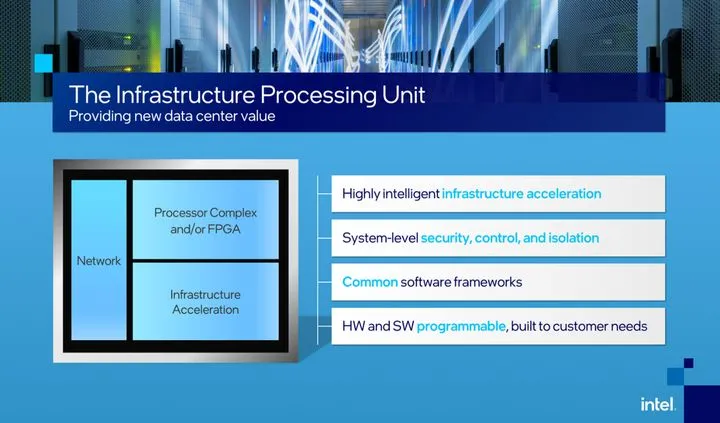 The Infrastructure Processing Unit
Providing new data center value
Network
Processor Complex
and/or FPGA
Infrastructure
Acceleration
Highly intelligent infrastructure acceleration
System-level security, control, and isolation
Common software frameworks
HW and SW programmable, built to customer needs
intel.